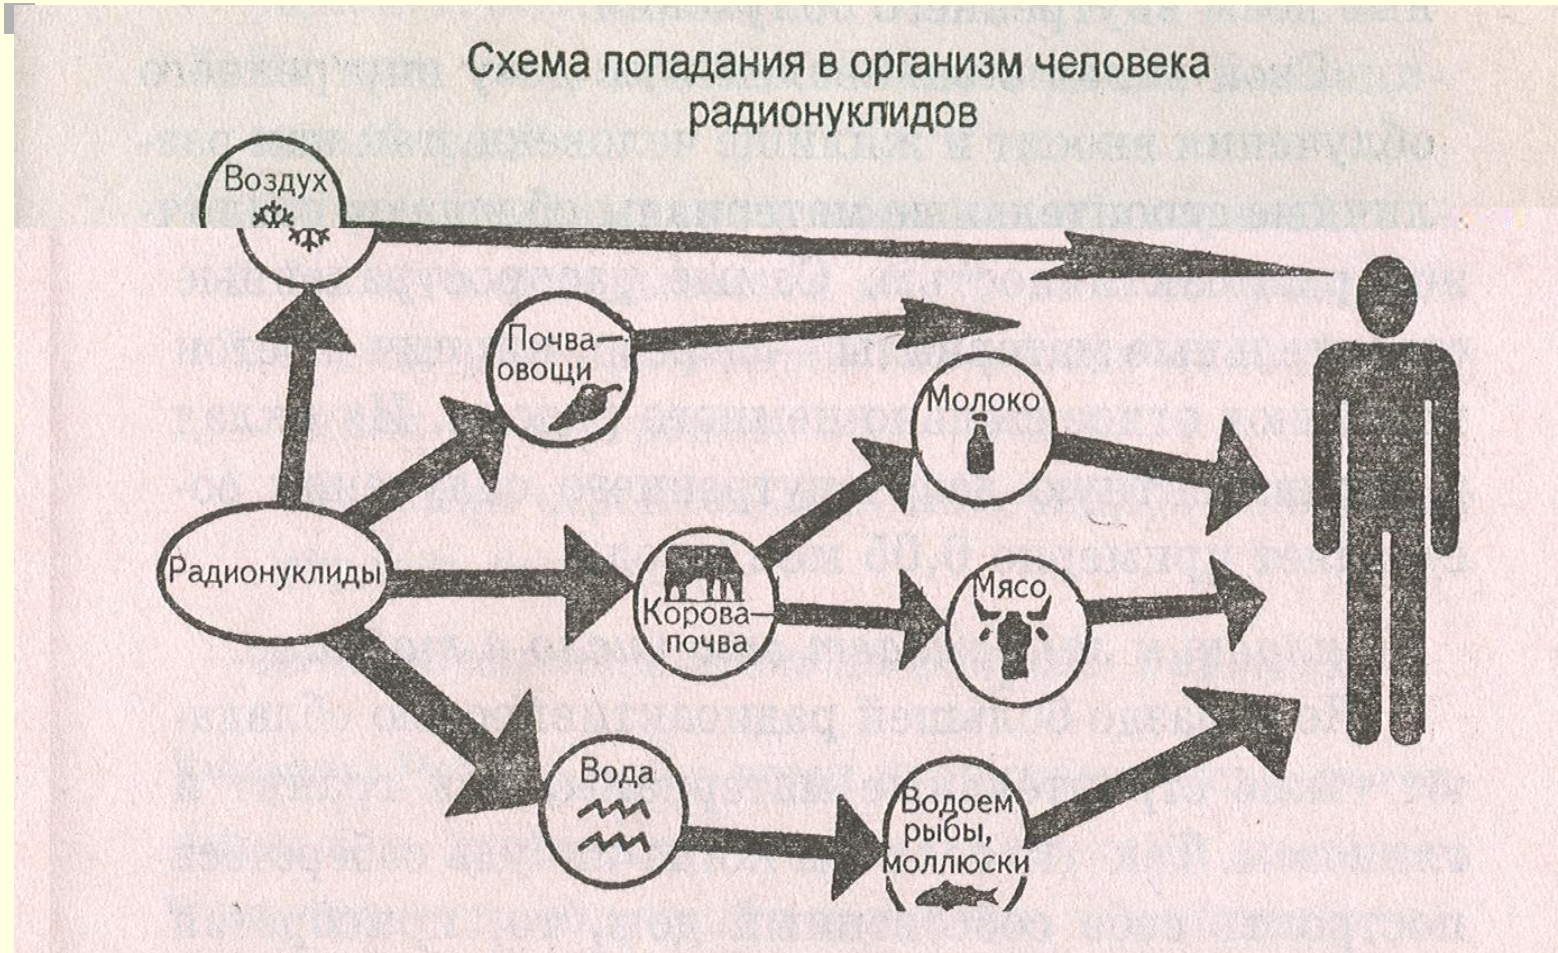 Схема попадания в организм человека
радионуклидов
Воздух
Почва—
овощи
Молоко
Радионуклиды
Корова—
почва
Мясо
Вода
Водоем
рыбы,
моллюски